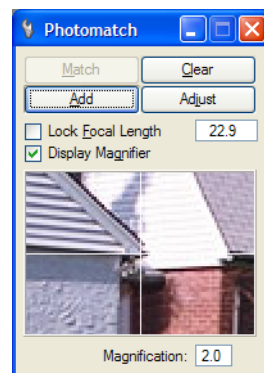 Photomatch
Match Clear
Add Adjust
Lock Focal Length 22.9
Display Magnifier
Magnification: 2.0